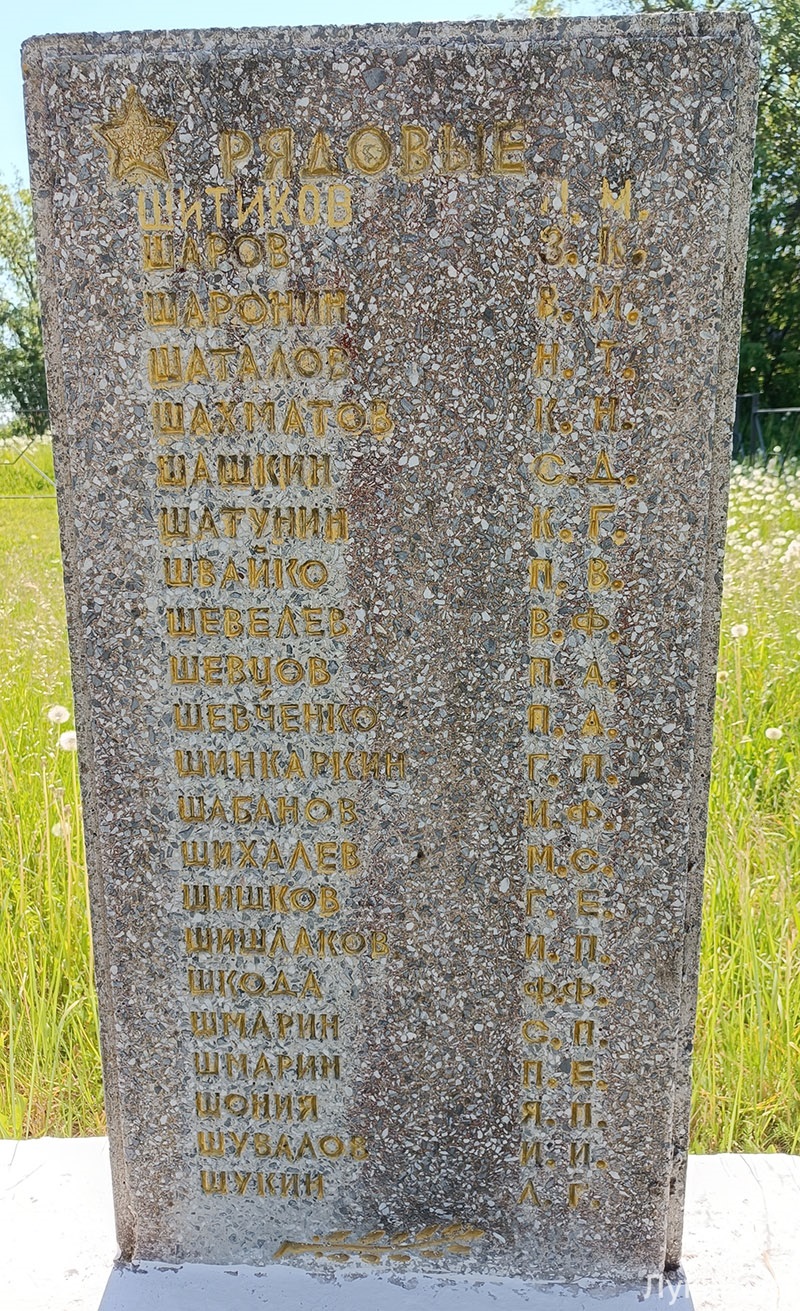 РЯДОВЫЕ
ШИТИКОВ Л. М.
ШАРОВ З. К.
ШАРОНИН В. М.
ШАТАЛОВ Н. Т.
ШАХМАТОВ К. Н.
ШАШКИН С. Д.
ШАТУНИН К. Г.
ШВАЙКО П. В.
ШЕВЕЛЕВ В. Ф.
ШЕВЦОВ П. А.
ШЕВЧЕНКО П. А.
ШИНКАРКИН Г. П.
ШАБАНОВ И. Ф.
ШИХАЛЕВ М. С.
ШИШКОВ Г. Е.
ШИШЛАКОВ И. П.
ШКОДА Ф. Ф.
ШМАРИН С. П.
ШМАРИН П. Е.
ШОНИЯ Я. П.
ШУВАЛОВ И. И.
ШУКИН Л. Г.